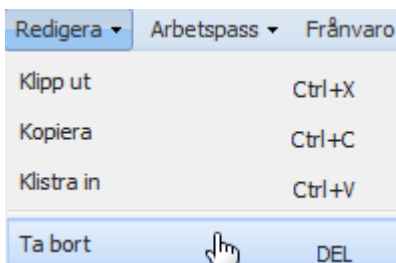 Redigera Arbetspass Frånvaro
Klipp ut Ctrl+X
Kopiera Ctrl+C
Klistra in Ctrl+V
Ta bort DEL